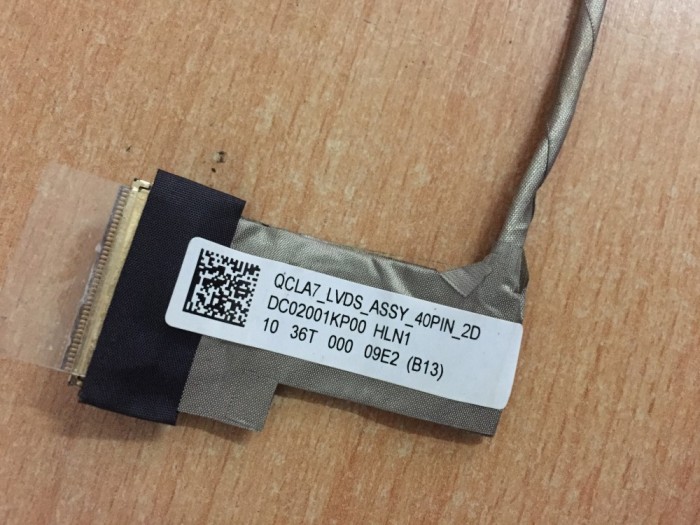 QCLA7_LVDS_ASSY_40PIN_2D
DC02001KP00 HLN1
10 36T 000 09E2 (B13)